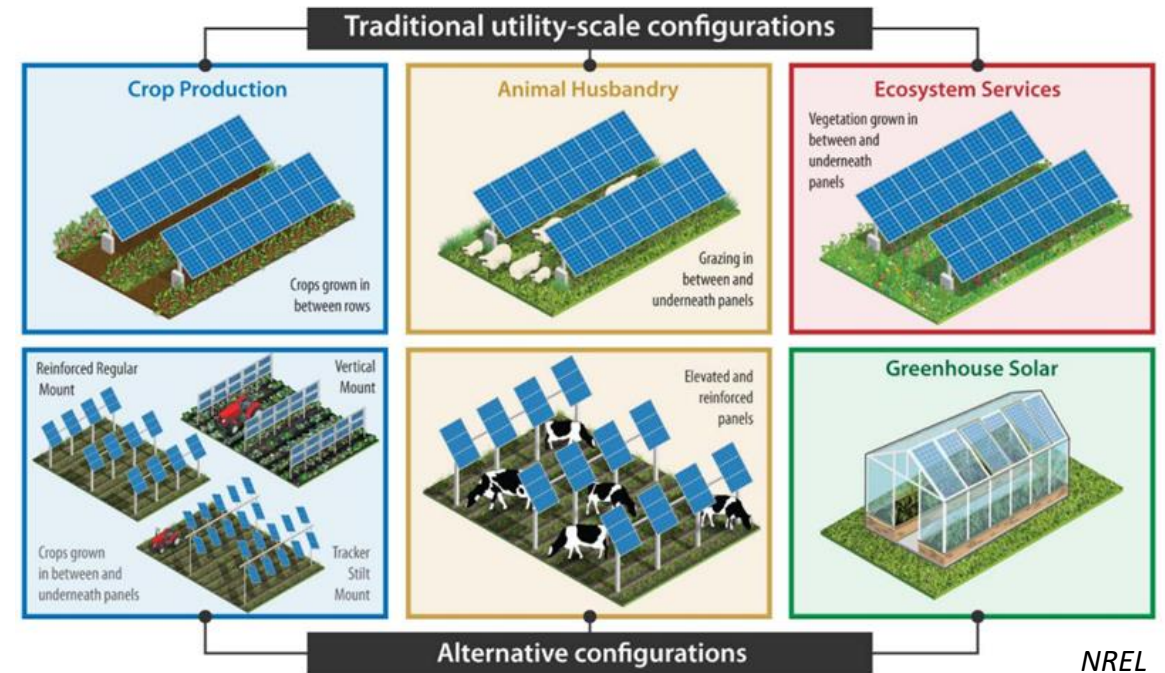 Traditional utility-scale configurations
Crop Production
Crops grown in
between rows
Animal Husbandry
Grazing in
between and
underneath panels
Ecosystem Services
Vegetation grown in
between and
underneath
panels
Reinforced Regular
Mount
Vertical
Mount
Crops grown
in between and
underneath panels
Tracker
Stilt
Mount
Elevated and
reinforced
panels
Greenhouse Solar
Alternative configurations
NREL